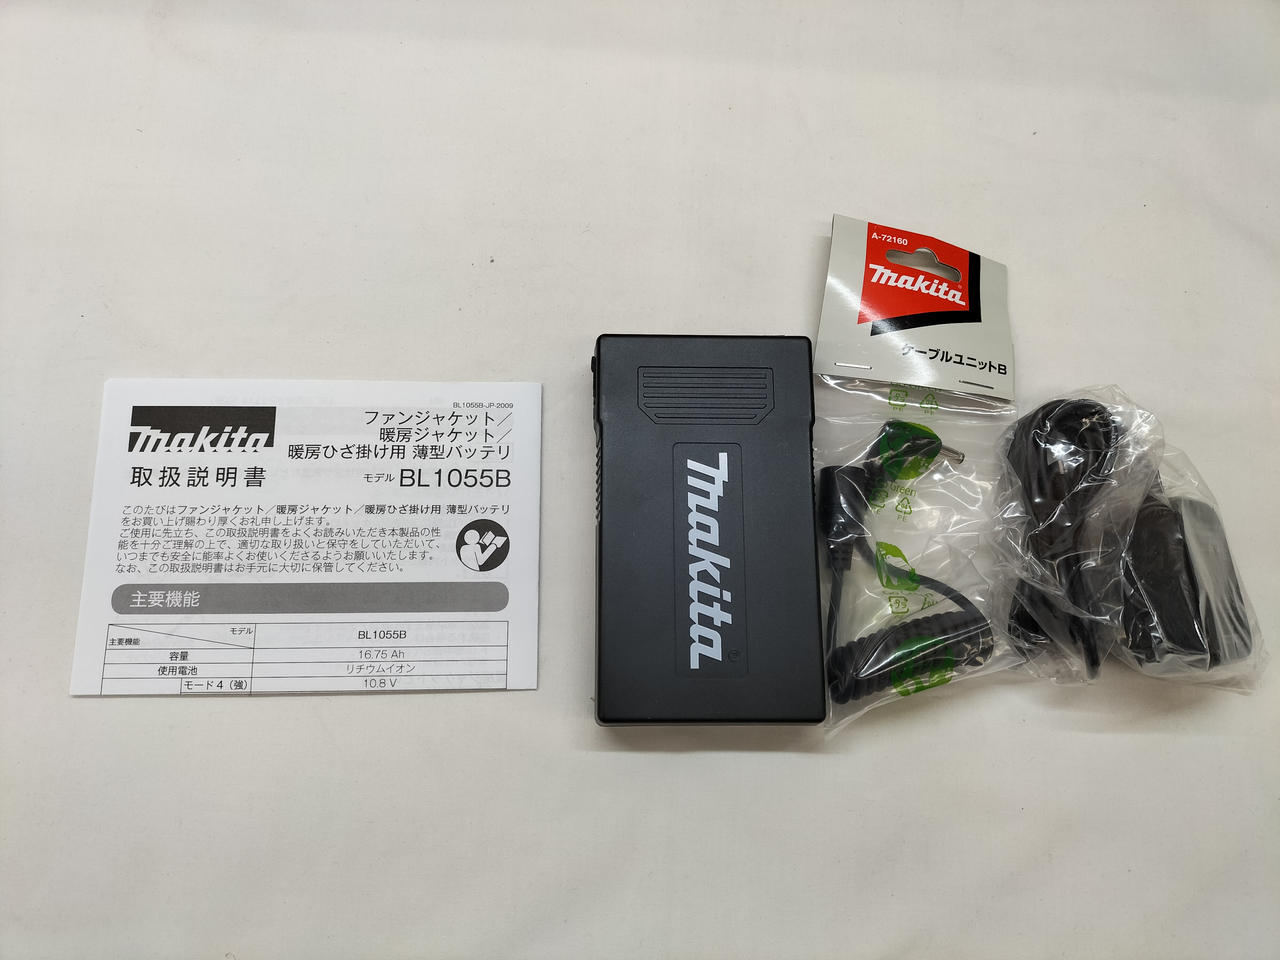 BL1055B-JP-2009
makita
ファンジャケット／
暖房ジャケット／
暖房ひざ掛け用 薄型バッテリ
取扱説明書
モデル BL1055B
このたびはファンジャケット／暖房ジャケット／暖房ひざ掛け用 薄型バッテリ
をお買い上げ賜わり厚くお礼申し上げます。
ご使用に先立ち、この取扱説明書をよくお読みいただき本製品の性
能を十分ご理解の上で、適切な取り扱いと保守をしていただいて、
いつまでも安全に能率よくお使いくださるようお願いいたします。
なお、この取扱説明書はお手元に大切に保管してください。
主要機能
モデル
主要機能
BL1055B
容量 16.75 Ah
使用電池 リチウムイオン
モード 4（強） 10.8 V
makita®
A-72160
makita®
ケーブルユニットB
PE
Green
PE